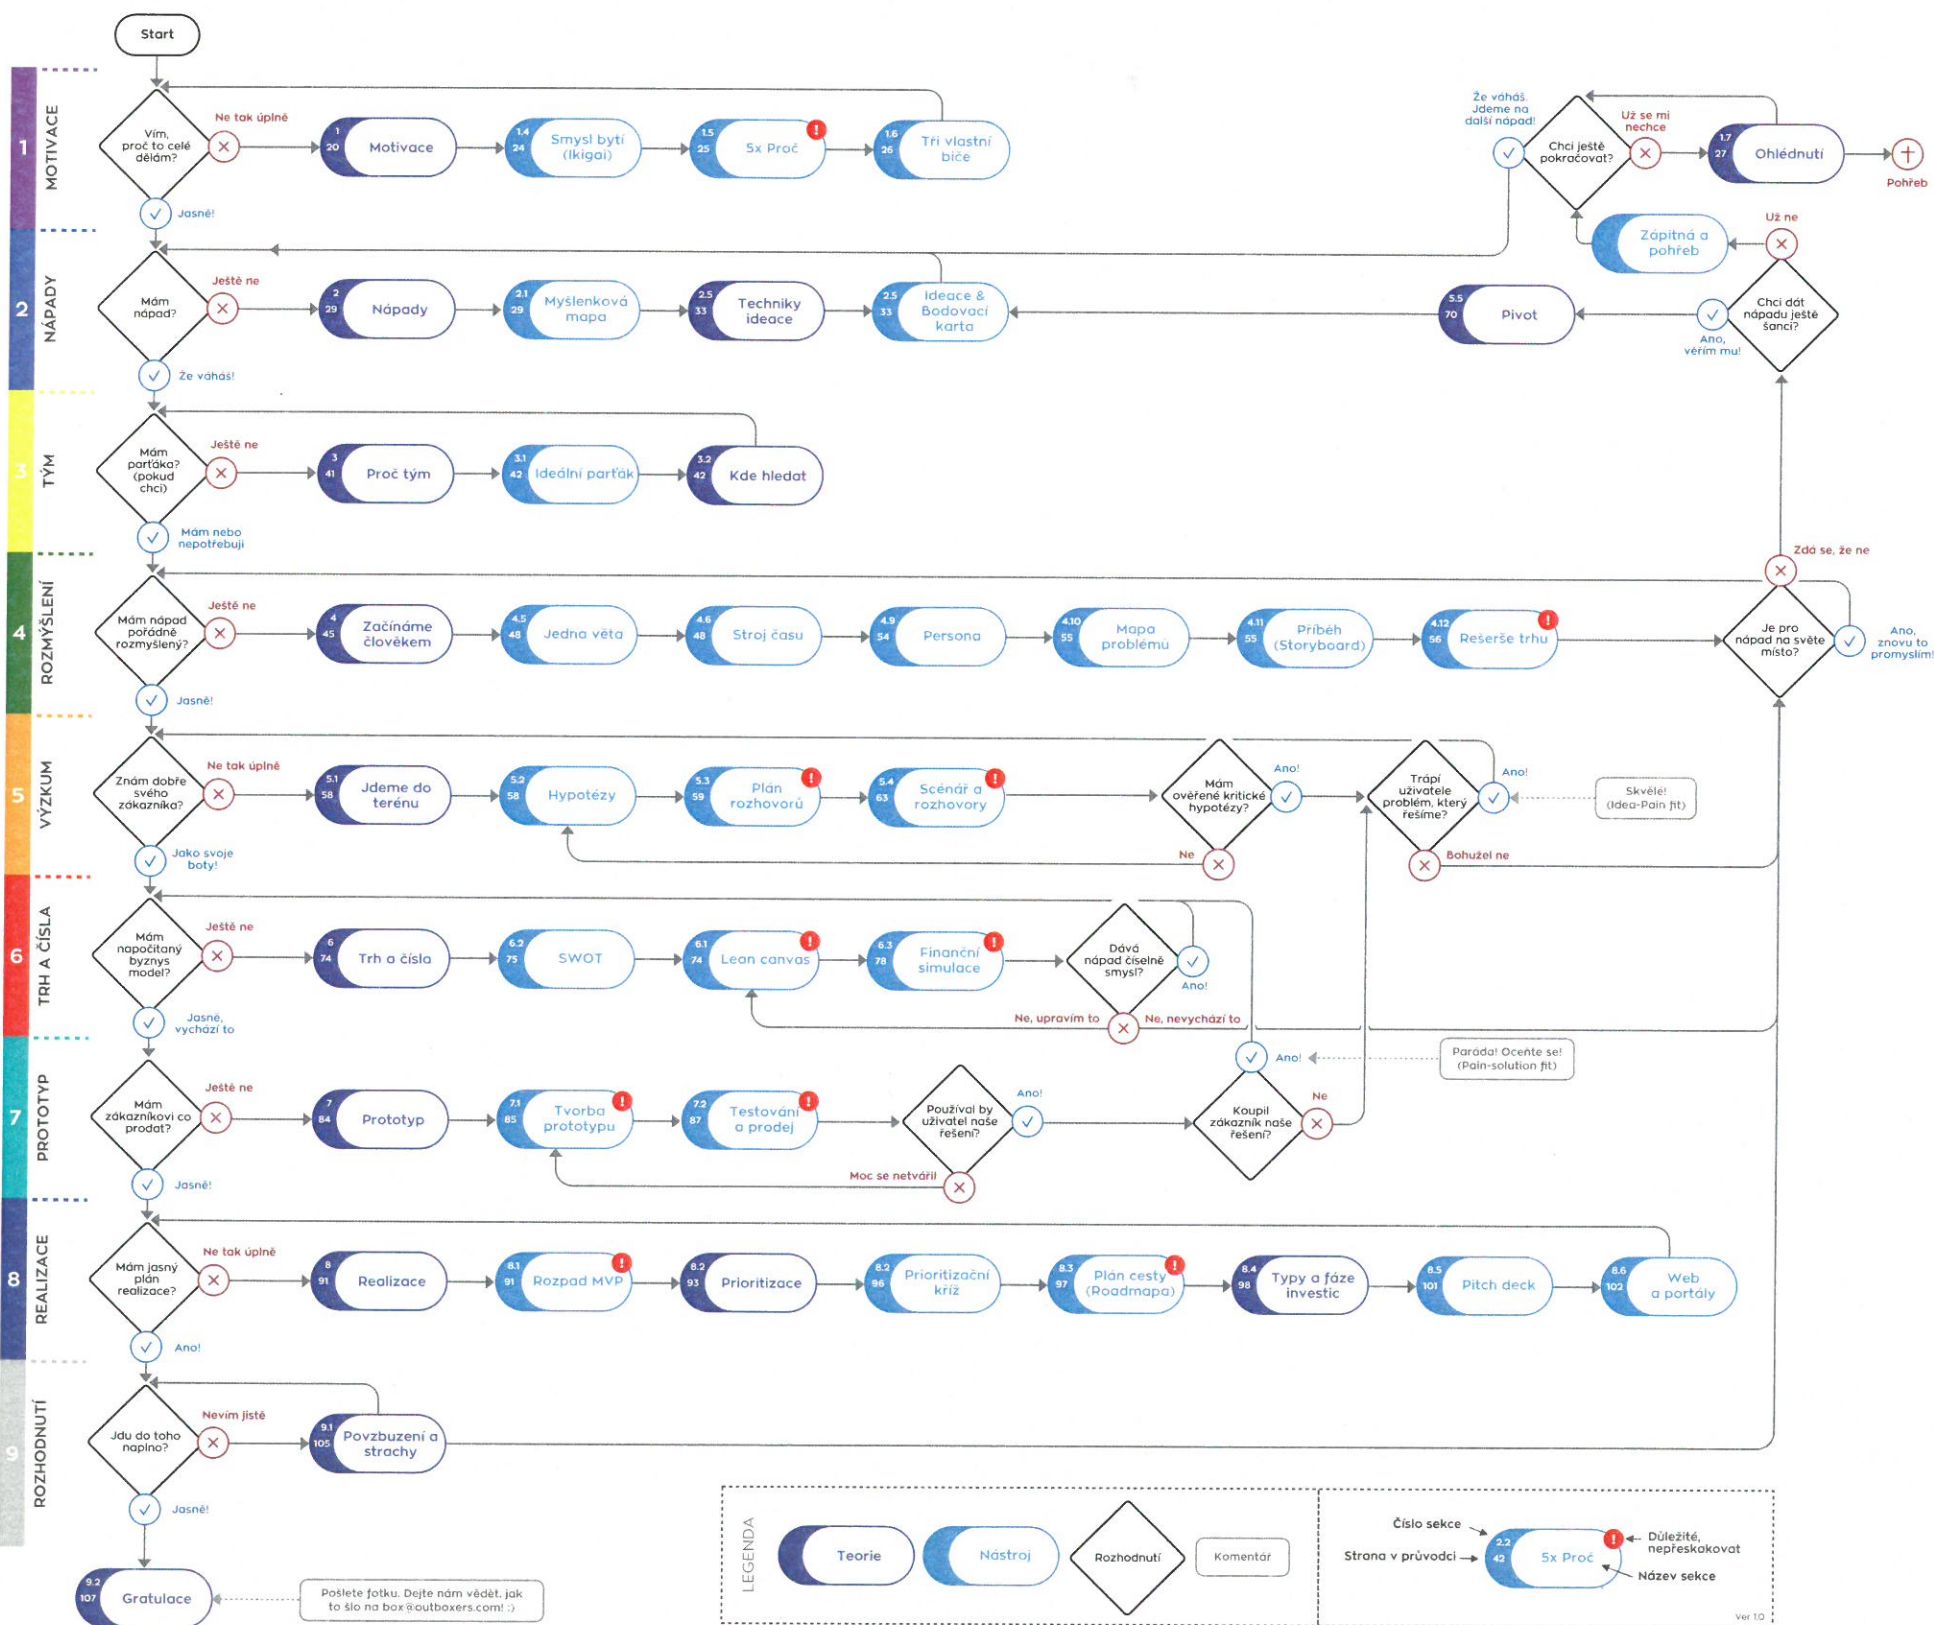 Start
1
MOTIVACE
Vím,
proč to celé
dělám?
Ne tak úplně
1
20
Motivace
1.4
24
Smysl bytí
(Ikigai)
1.5
25
5x Proč
!
1.6
26
Tři vlastní
biče
Jasně!
Že váháš.
Jdeme na
další nápad!
Chci ještě
pokračovat?
Už se mi
nechce
1.7
27
Ohlédnutí
Pohřeb
Zápitná a
pohřeb
Už ne
2
NÁPADY
Mám
nápad?
Ještě ne
2
29
Nápady
2.1
29
Myšlenková
mapa
2.5
33
Techniky
ideace
2.5
33
Ideace &
Bodovací
karta
5.5
70
Pivot
Ano,
věřím mu!
Chci dát
nápadu ještě
šanci?
Že váháš!
3
TÝM
Mám
parťáka?
(pokud
chci)
Ještě ne
3
41
Proč tým
3.1
42
Ideální parťák
3.2
42
Kde hledat
Mám nebo
nepotřebuji
4
ROZMÝŠLENÍ
Mám nápad
pořádně
rozmyšlený?
Ještě ne
4
45
Začínáme
člověkem
4.5
48
Jedna věta
4.6
48
Stroj času
4.9
54
Persona
4.10
55
Mapa
problémů
4.11
55
Příběh
(Storyboard)
4.12
56
Rešerše trhu
!
Zdá se, že ne
Je pro
nápad na světe
místo?
Ano,
znovu to
promyslím!
Jasně!
5
VÝZKUM
Znám dobře
svého
zákazníka?
Ne tak úplně
5.1
58
Jdeme do
terénu
5.2
58
Hypotézy
5.3
59
Plán
rozhovorů
!
5.4
63
Scénář a
rozhovory
!
Mám
ověřené kritické
hypotézy?
Ano!
Ne
Trápí
uživatele
problém, který
řešíme?
Ano!
Bohužel ne
Skvělé!
(Idea-Pain fit)
Jako svoje
boty!
6
TRH A ČÍSLA
Mám
napočítaný
byznys
model?
Ještě ne
6
74
Trh a čísla
6.2
75
SWOT
6.1
74
Lean canvas
!
6.3
78
Finanční
simulace
!
Dává
nápad číselně
smysl?
Ano!
Ne, upravím to
Ne, nevychází to
Jasně,
vychází to
7
PROTOTYP
Mám
zákazníkovi co
prodat?
Ještě ne
7
84
Prototyp
7.1
85
Tvorba
prototypu
!
7.2
87
Testování
a prodej
!
Používal by
uživatel naše
řešení?
Ano!
Moc se netvářil
Koupil
zákazník naše
řešení?
Ano!
Ne
Paráda! Oceňte se!
(Pain-solution fit)
Jasně!
8
REALIZACE
Mám jasný
plán
realizace?
Ne tak úplně
8
91
Realizace
8.1
91
Rozpad MVP
!
8.2
93
Prioritizace
8.2
96
Prioritizační
kříž
8.3
97
Plán cesty
(Roadmapa)
!
8.4
98
Typy a fáze
investic
8.5
101
Pitch deck
8.6
102
Web
a portály
Ano!
9
ROZHODNUTÍ
Jdu do toho
naplno?
Nevím jistě
9.1
105
Povzbuzení a
strachy
Jasně!
9.2
107
Gratulace
Pošlete fotku. Dejte nám vědět, jak
to šlo na box@outboxers.com! :)
LEGENDA
Teorie
Nástroj
Rozhodnutí
Komentář
Číslo sekce
Strana v průvodci
2.2
42
5x Proč
!
Důležité,
nepřeskakovat
Název sekce
Ver 1.0